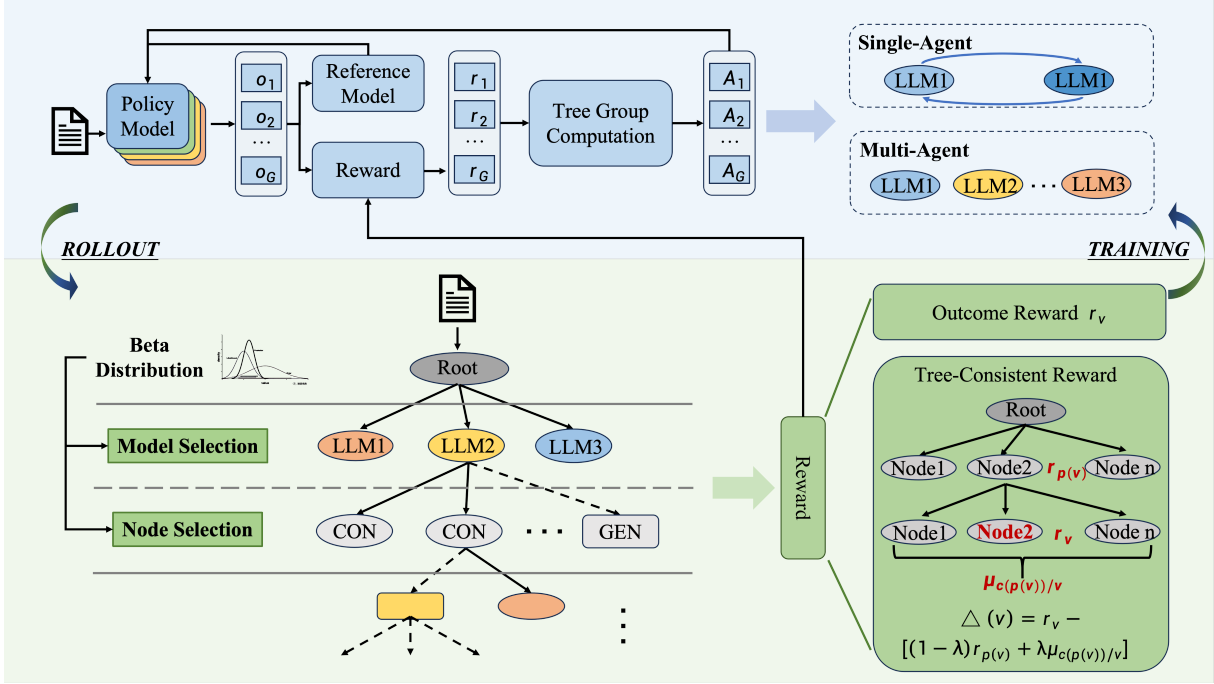 Policy
Model
o1
o2
...
oG
Reference
Model
Reward
r1
r2
...
rG
Tree Group
Computation
A1
A2
...
AG
Single-Agent
LLM1
LLM1
Multi-Agent
LLM1
LLM2
...
LLM3
ROLLOUT
TRAINING
Beta
Distribution
Root
Model Selection
LLM1
LLM2
LLM3
Node Selection
CON
CON
...
GEN
Reward
Outcome Reward rv
Tree-Consistent Reward
Root
Node1
Node2
rp(v)
Node n
Node1
Node2
rv
Node n
μc(p(v))/v
△ (v) = rv −
[(1 − λ)rp(v) + λμc(p(v))/v]